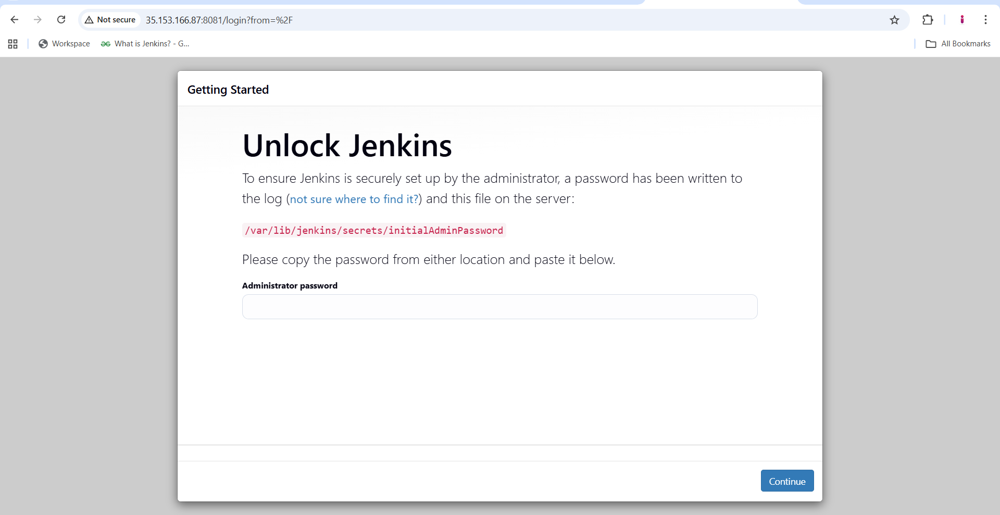 Not secure 35.153.166.87:8081/login?from=%2F
Workspace What is Jenkins? - G... All Bookmarks
Getting Started
Unlock Jenkins
To ensure Jenkins is securely set up by the administrator, a password has been written to
the log (not sure where to find it?) and this file on the server:
/var/lib/jenkins/secrets/initialAdminPassword
Please copy the password from either location and paste it below.
Administrator password
Continue